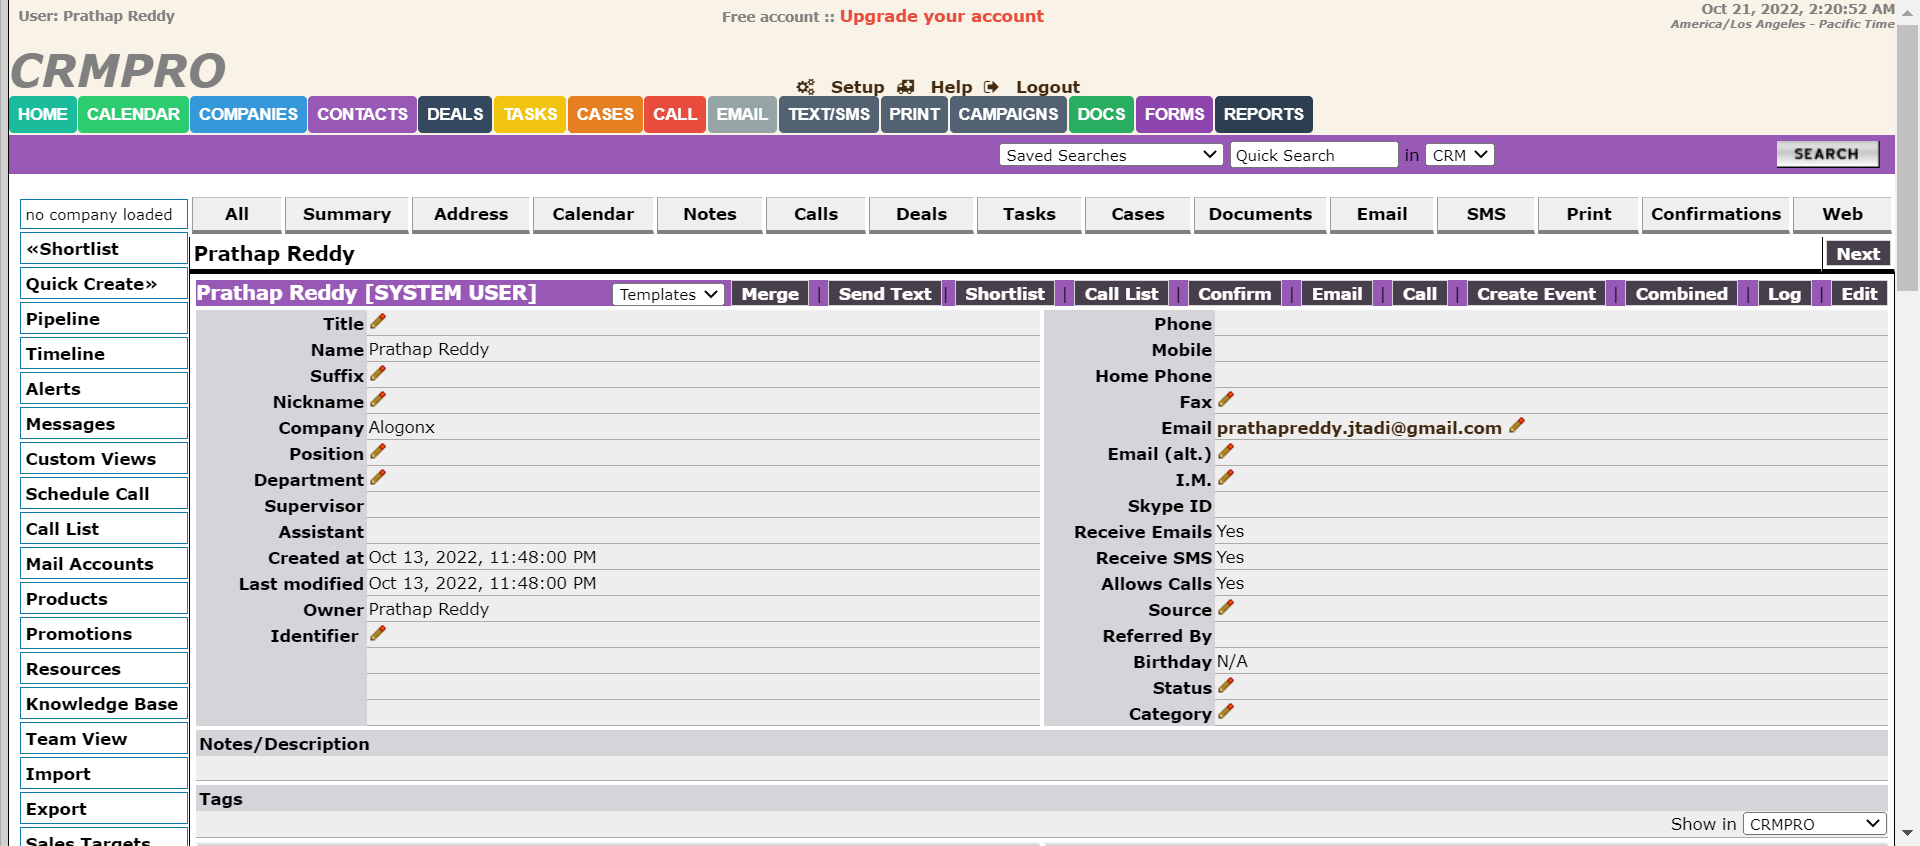 User: Prathap Reddy
Free account :: Upgrade your account
Oct 21, 2022, 2:20:52 AM
America/Los Angeles - Pacific Time
CRMPRO
Setup Help Logout
HOME CALENDAR COMPANIES CONTACTS DEALS TASKS CASES CALL EMAIL TEXT/SMS PRINT CAMPAIGNS DOCS FORMS REPORTS
Saved Searches Quick Search in CRM SEARCH
no company loaded
«Shortlist
Quick Create»
Pipeline
Timeline
Alerts
Messages
Custom Views
Schedule Call
Call List
Mail Accounts
Products
Promotions
Resources
Knowledge Base
Team View
Import
Export
Sales Targets
All Summary Address Calendar Notes Calls Deals Tasks Cases Documents Email SMS Print Confirmations Web
Prathap Reddy Next
Prathap Reddy [SYSTEM USER] Templates Merge | Send Text | Shortlist | Call List | Confirm | Email | Call | Create Event | Combined | Log | Edit
Title
Name Prathap Reddy
Suffix
Nickname
Company Alogonx
Position
Department
Supervisor
Assistant
Created at Oct 13, 2022, 11:48:00 PM
Last modified Oct 13, 2022, 11:48:00 PM
Owner Prathap Reddy
Identifier
Phone
Mobile
Home Phone
Fax
Email prathapreddy.jtadi@gmail.com
Email (alt.)
I.M.
Skype ID
Receive Emails Yes
Receive SMS Yes
Allows Calls Yes
Source
Referred By
Birthday N/A
Status
Category
Notes/Description
Tags
Show in CRMPRO